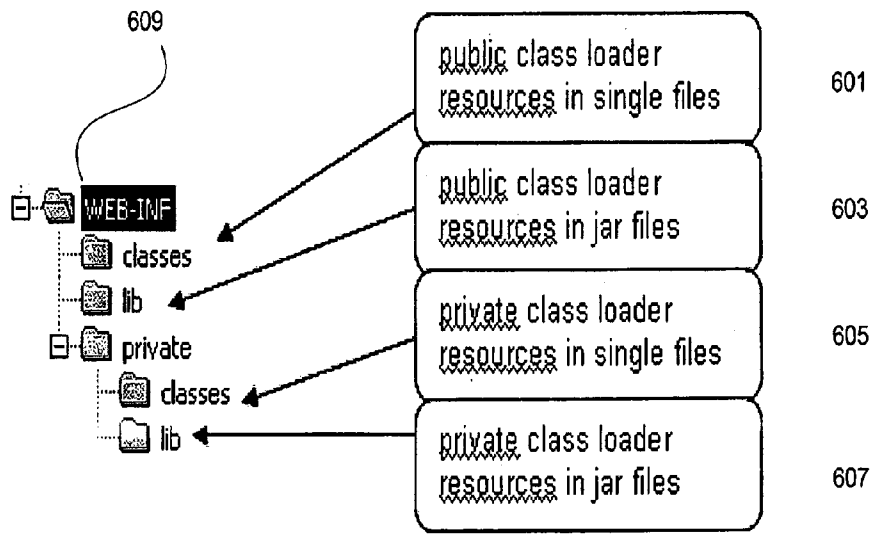 609
public class loader
resources in single files
601
WEB-INF
public class loader
resources in jar files
603
classes
lib
private class loader
resources in single files
605
private
classes
lib
private class loader
resources in jar files
607